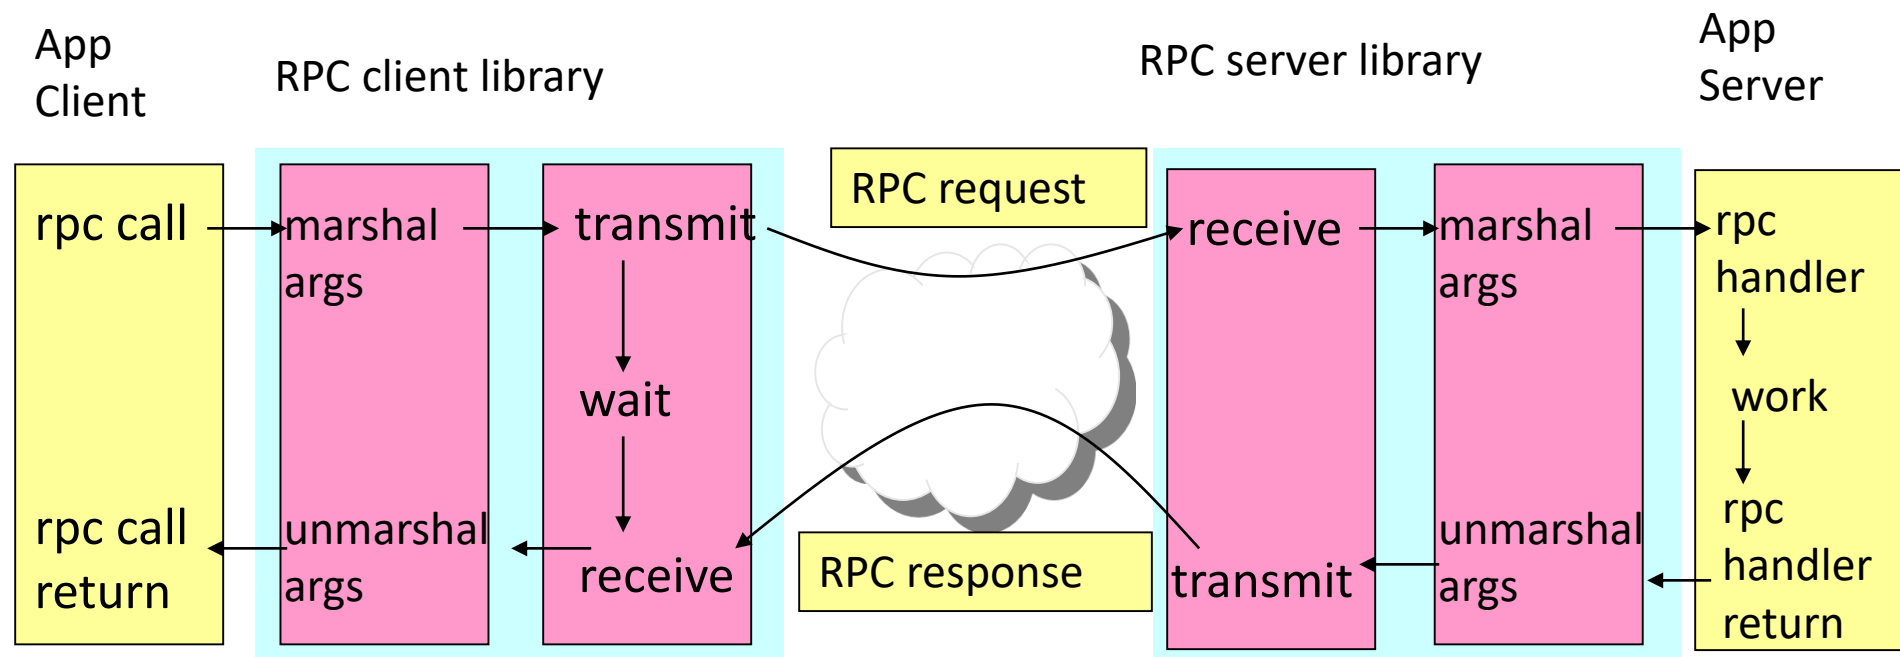 App
Client
RPC client library
RPC server library
App
Server
rpc call
marshal
args
transmit
wait
receive
unmarshal
args
rpc call
return
RPC request
RPC response
receive
marshal
args
rpc
handler
work
rpc
handler
return
unmarshal
args
transmit